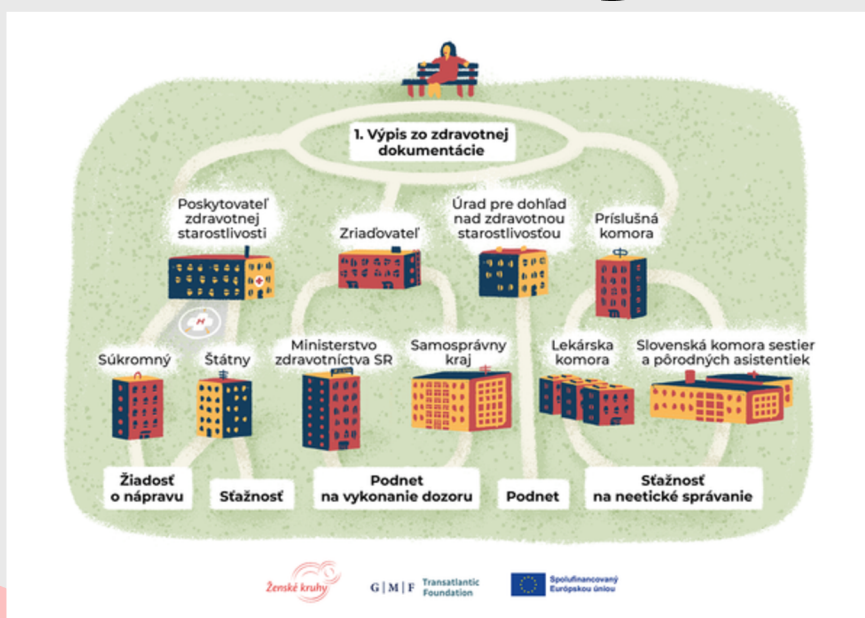 1. Výpis zo zdravotnej
dokumentácie
Poskytovateľ
zdravotnej
starostlivosti
Zriaďovateľ
Úrad pre dohľad
nad zdravotnou
starostlivosťou
Príslušná
komora
Súkromný
Štátny
Ministerstvo
zdravotníctva SR
Samosprávny
kraj
Lekárska
komora
Slovenská komora sestier
a pôrodných asistentiek
Žiadosť
o nápravu
Sťažnosť
Podnet
na vykonanie dozoru
Podnet
Sťažnosť
na neetické správanie
Ženské kruhy
G|M|F Transatlantic
Foundation
Spolufinancovaný
Európskou úniou